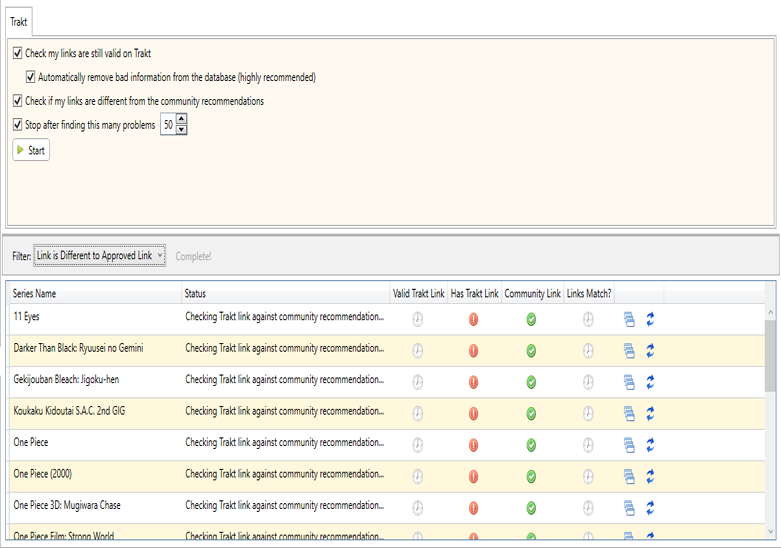 Trakt
Check my links are still valid on Trakt
Automatically remove bad information from the database (highly recommended)
Check if my links are different from the community recommendations
Stop after finding this many problems 50
Start
Filter: Link is Different to Approved Link Complete!
Series Name Status Valid Trakt Link Has Trakt Link Community Link Links Match?
11 Eyes Checking Trakt link against community recommendation...
Darker Than Black: Ryuusei no Gemini Checking Trakt link against community recommendation...
Gekijouban Bleach: Jigoku-hen Checking Trakt link against community recommendation...
Koukaku Kidoutai S.A.C. 2nd GIG Checking Trakt link against community recommendation...
One Piece Checking Trakt link against community recommendation...
One Piece (2000) Checking Trakt link against community recommendation...
One Piece 3D: Mugiwara Chase Checking Trakt link against community recommendation...
One Piece Film: Strong World Checking Trakt link against community recommendation...